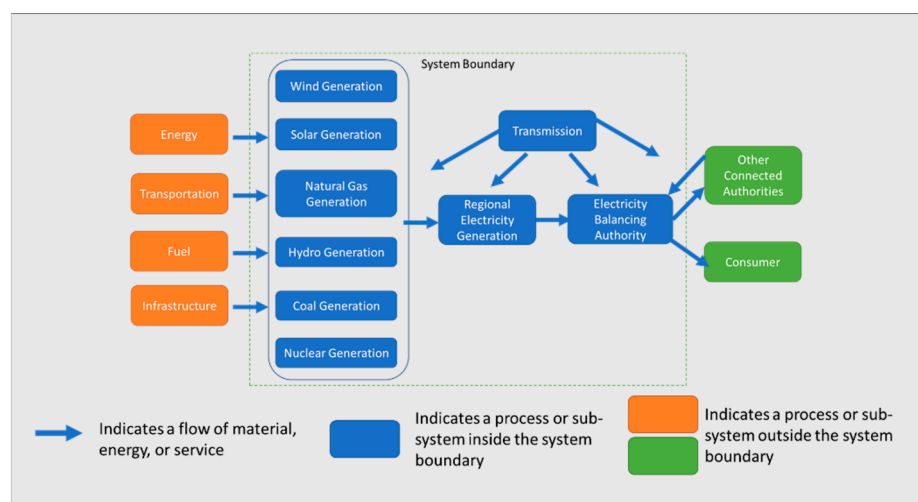 System Boundary
Wind Generation
Energy
Solar Generation
Transmission
Other
Connected
Authorities
Transportation
Natural Gas
Generation
Regional
Electricity
Generation
Electricity
Balancing
Authority
Fuel
Hydro Generation
Consumer
Infrastructure
Coal Generation
Nuclear Generation
Indicates a flow of material,
energy, or service
Indicates a process or sub-
system inside the system
boundary
Indicates a process or sub-
system outside the system
boundary